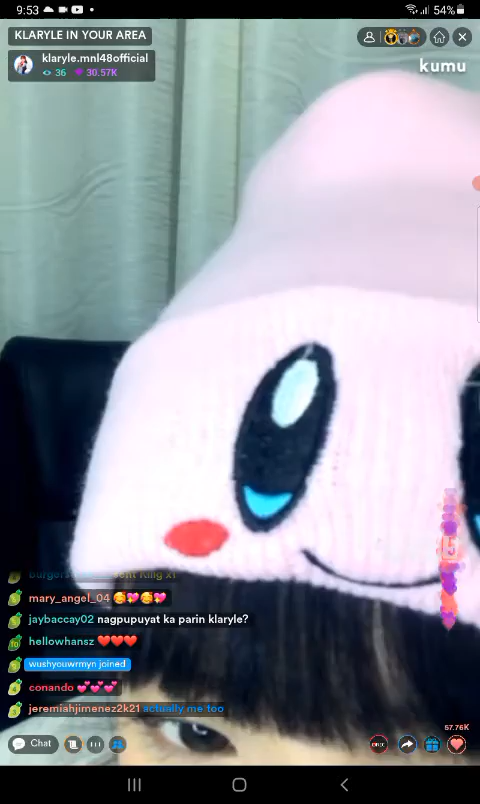 9:53
54%
KLARYLE IN YOUR AREA
klaryle.mnl48official
36 30.57K
kumu
mary_angel_04 🥰💖🥰💖
jaybaccay02 nagpupuyat ka parin klaryle?
hellowhansz ❤️❤️❤️
wushyouwrmyn joined
conando 💕💕💕
jeremiahjimenez2k21 actually me too
57.76K
Chat